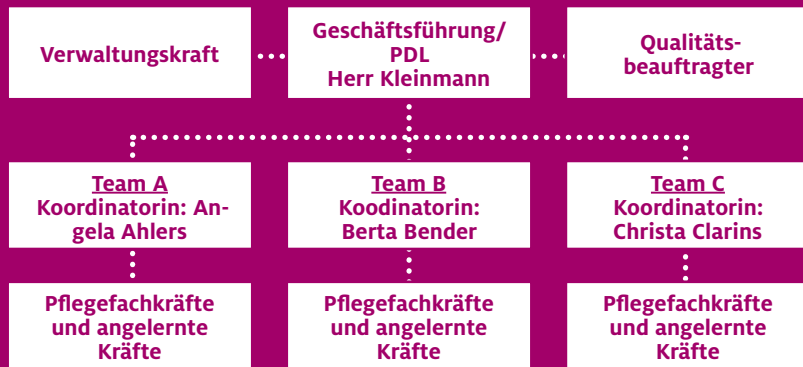 Verwaltungskraft
Geschäftsführung/
PDL
Herr Kleinmann
Qualitäts-
beauftragter
Team A
Koordinatorin: An-
gela Ahlers
Team B
Koodinatorin:
Berta Bender
Team C
Koordinatorin:
Christa Clarins
Pflegefachkräfte
und angelernte
Kräfte
Pflegefachkräfte
und angelernte
Kräfte
Pflegefachkräfte
und angelernte
Kräfte